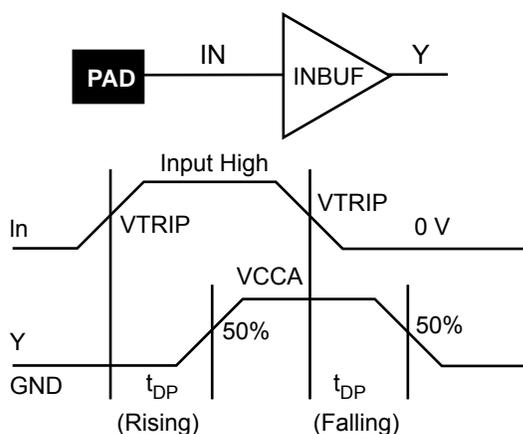 IN
Y
PAD
INBUF
Input High
VTRIP
VTRIP
In
0 V
VCCA
Y
50%
50%
GND
tDP
tDP
(Rising)
(Falling)